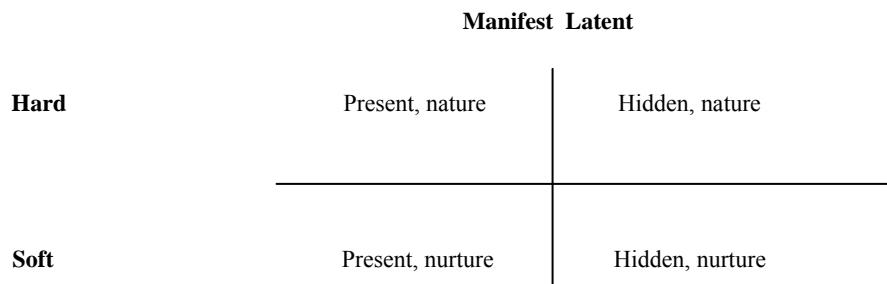 Manifest Latent
Hard Present, nature Hidden, nature
Soft Present, nurture Hidden, nurture